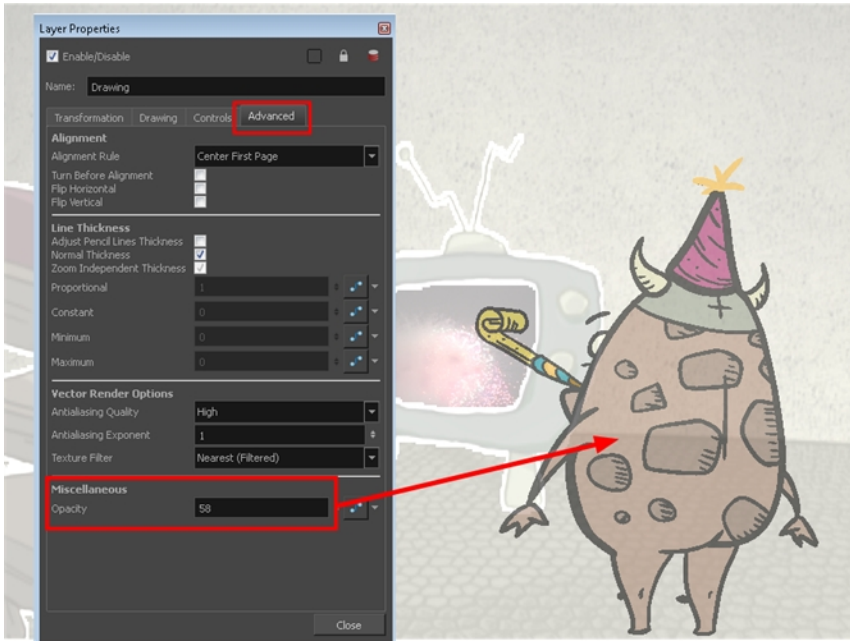 Layer Properties
Enable/Disable
Name: Drawing
Transformation Drawing Controls Advanced
Alignment
Alignment Rule Center First Page
Turn Before Alignment
Flip Horizontal
Flip Vertical
Line Thickness
Adjust Pencil Lines Thickness
Normal Thickness
Zoom Independent Thickness
Proportional 1
Constant 0
Minimum 0
Maximum 0
Vector Render Options
Antialiasing Quality High
Antialiasing Exponent 1
Texture Filter Nearest (Filtered)
Miscellaneous
Opacity 58
Close